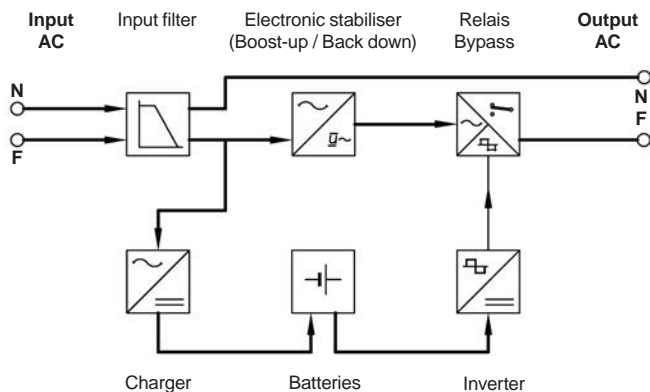 Input
AC
Input filter
Electronic stabiliser
(Boost-up / Back down)
Relais
Bypass
Output
AC
N
F
N
F
Charger
Batteries
Inverter